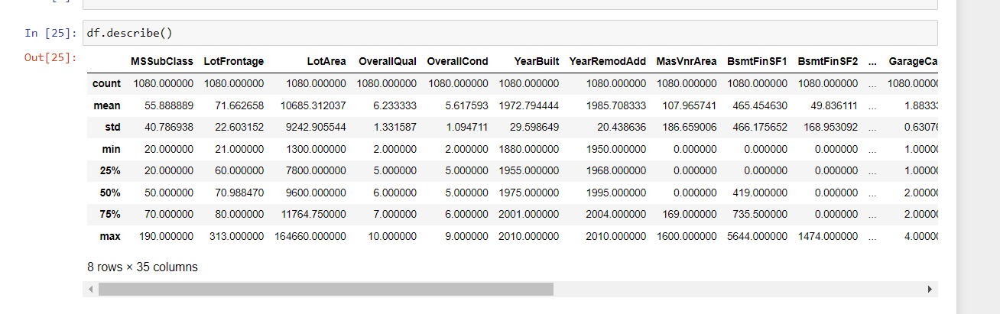 In [25]: df.describe()
Out[25]:
MSSubClass LotFrontage LotArea OverallQual OverallCond YearBuilt YearRemodAdd MasVnrArea BsmtFinSF1 BsmtFinSF2 ... GarageCa
count 1080.000000 1080.000000 1080.000000 1080.000000 1080.000000 1080.000000 1080.000000 1080.000000 1080.000000 1080.000000 ... 1080.0000
mean 55.888889 71.662658 10685.312037 6.233333 5.617593 1972.794444 1985.708333 107.965741 465.454630 49.836111 ... 1.8833
std 40.786938 22.603152 9242.905544 1.331587 1.094711 29.598649 20.438636 186.659006 466.175652 168.953092 ... 0.6307
min 20.000000 21.000000 1300.000000 2.000000 2.000000 1880.000000 1950.000000 0.000000 0.000000 0.000000 ... 1.0000
25% 20.000000 60.000000 7800.000000 5.000000 5.000000 1955.000000 1968.000000 0.000000 0.000000 0.000000 ... 1.0000
50% 50.000000 70.988470 9600.000000 6.000000 5.000000 1975.000000 1995.000000 0.000000 419.000000 0.000000 ... 2.0000
75% 70.000000 80.000000 11764.750000 7.000000 6.000000 2001.000000 2004.000000 169.000000 735.500000 0.000000 ... 2.0000
max 190.000000 313.000000 164660.000000 10.000000 9.000000 2010.000000 2010.000000 1600.000000 5644.000000 1474.000000 ... 4.0000
8 rows × 35 columns